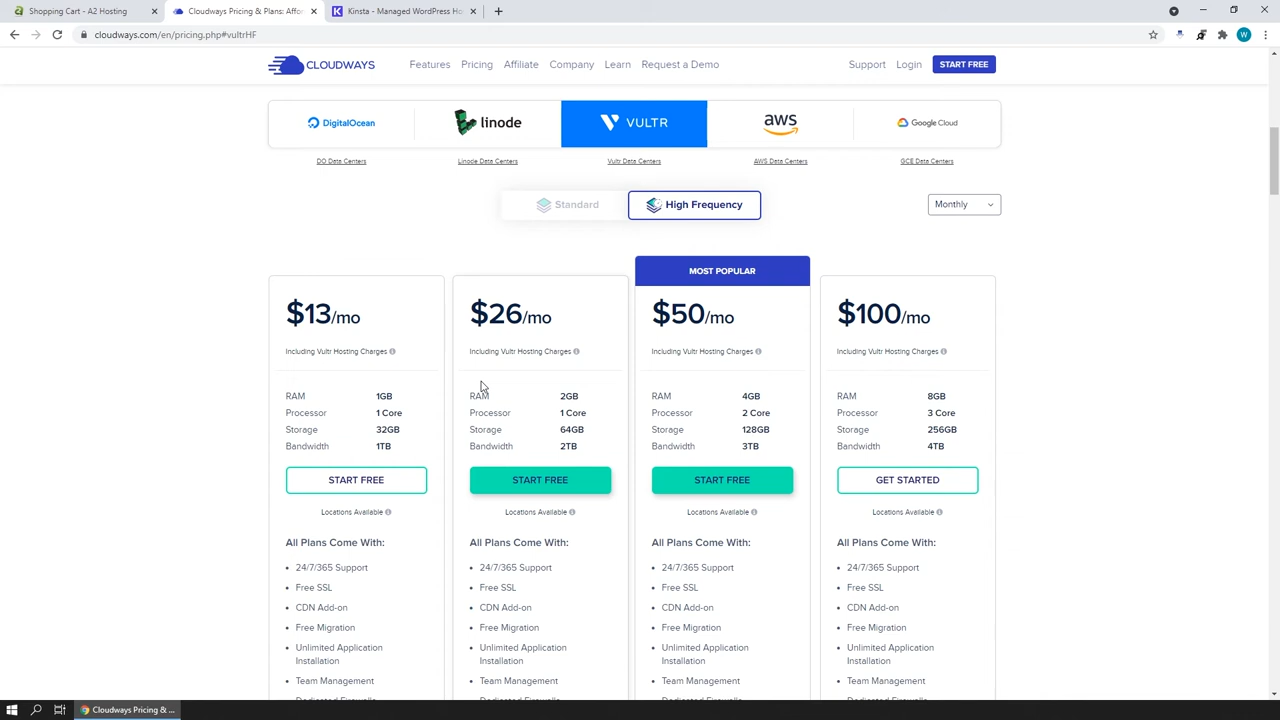 Shopping Cart - A2 Hosting
Cloudways Pricing & Plans: Affor
Kinsta - Managed WordPress Ho
cloudways.com/en/pricing.php#vultrHF
W
CLOUDWAYS
Features
Pricing
Affiliate
Company
Learn
Request a Demo
Support
Login
START FREE
DigitalOcean
linode
VULTR
aws
Google Cloud
DO Data Centers
Linode Data Centers
Vultr Data Centers
AWS Data Centers
GCE Data Centers
Standard
High Frequency
Monthly
MOST POPULAR
$13/mo
Including Vultr Hosting Charges
RAM 1GB
Processor 1 Core
Storage 32GB
Bandwidth 1TB
START FREE
Locations Available
All Plans Come With:
• 24/7/365 Support
• Free SSL
• CDN Add-on
• Free Migration
• Unlimited Application
Installation
• Team Management
• Dedicated Firewalls
$26/mo
Including Vultr Hosting Charges
RAM 2GB
Processor 1 Core
Storage 64GB
Bandwidth 2TB
START FREE
Locations Available
All Plans Come With:
• 24/7/365 Support
• Free SSL
• CDN Add-on
• Free Migration
• Unlimited Application
Installation
• Team Management
• Dedicated Firewalls
$50/mo
Including Vultr Hosting Charges
RAM 4GB
Processor 2 Core
Storage 128GB
Bandwidth 3TB
START FREE
Locations Available
All Plans Come With:
• 24/7/365 Support
• Free SSL
• CDN Add-on
• Free Migration
• Unlimited Application
Installation
• Team Management
• Dedicated Firewalls
$100/mo
Including Vultr Hosting Charges
RAM 8GB
Processor 3 Core
Storage 256GB
Bandwidth 4TB
GET STARTED
Locations Available
All Plans Come With:
• 24/7/365 Support
• Free SSL
• CDN Add-on
• Free Migration
• Unlimited Application
Installation
• Team Management
• Dedicated Firewalls
Cloudways Pricing & ...